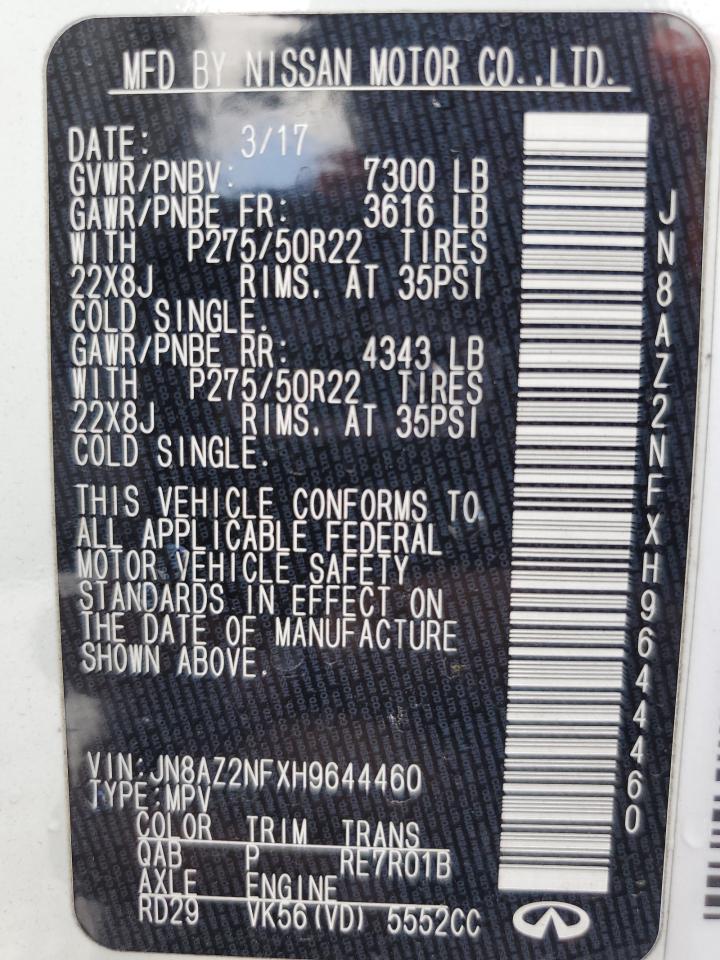 MFD BY NISSAN MOTOR CO.,LTD.
DATE: 3/17
GVWR/PNBV: 7300 LB
GAWR/PNBE FR: 3616 LB
WITH P275/50R22 TIRES
22X8J RIMS. AT 35PSI
COLD SINGLE.
GAWR/PNBE RR: 4343 LB
WITH P275/50R22 TIRES
22X8J RIMS. AT 35PSI
COLD SINGLE.
THIS VEHICLE CONFORMS TO
ALL APPLICABLE FEDERAL
MOTOR VEHICLE SAFETY
STANDARDS IN EFFECT ON
THE DATE OF MANUFACTURE
SHOWN ABOVE.
VIN:JN8AZ2NFXH9644460
TYPE:MPV
COLOR TRIM TRANS
QAB P RE7R01B
AXLE ENGINE
RD29 VK56(VD) 5552CC
JN8AZ2NFXH9644460